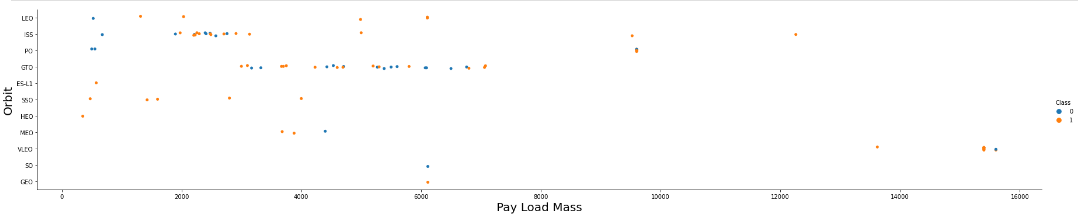 LEO
ISS
PO
GTO
ES-L1
SSO
HEO
MEO
VLEO
SO
GEO
Orbit
0 2000 4000 6000 8000 10000 12000 14000 16000
Pay Load Mass
Class
0
1